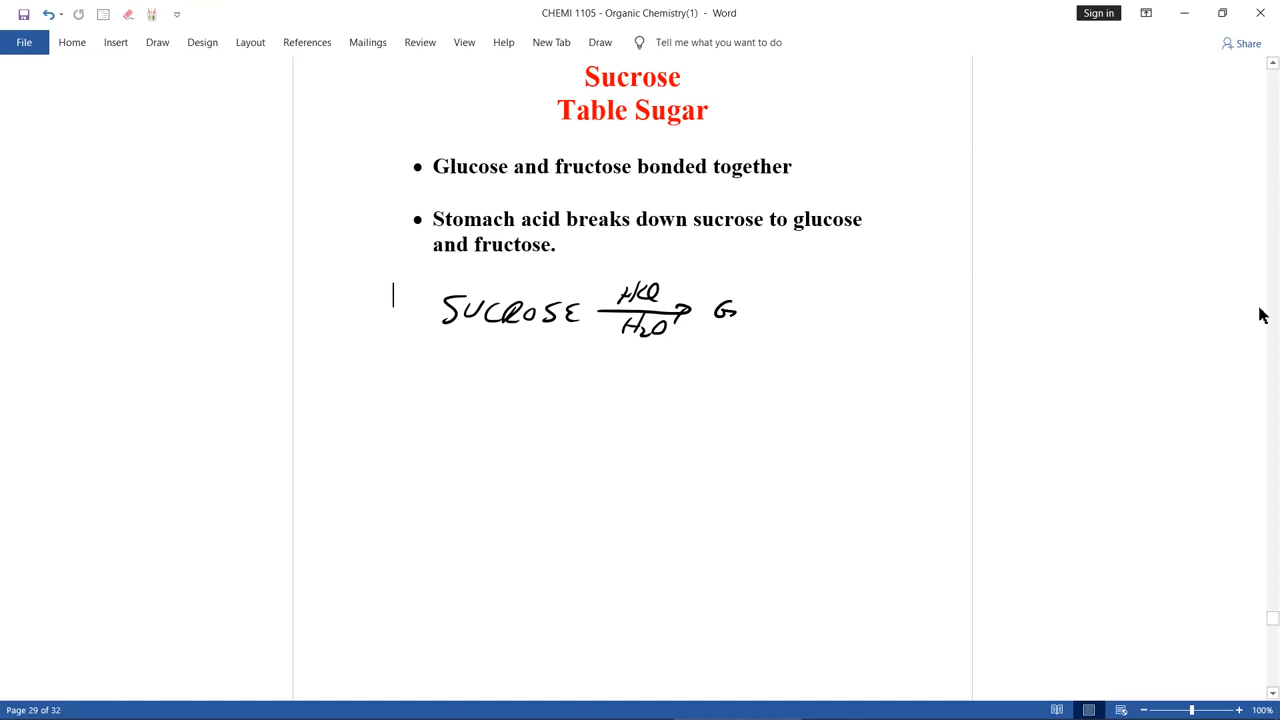 CHEMI 1105 - Organic Chemistry(1) - Word
Sign in
File Home Insert Draw Design Layout References Mailings Review View Help New Tab Draw Tell me what you want to do
Share
Sucrose
Table Sugar
• Glucose and fructose bonded together
• Stomach acid breaks down sucrose to glucose
and fructose.
HCl
SUCROSE → G
H₂O
Page 29 of 32
100%